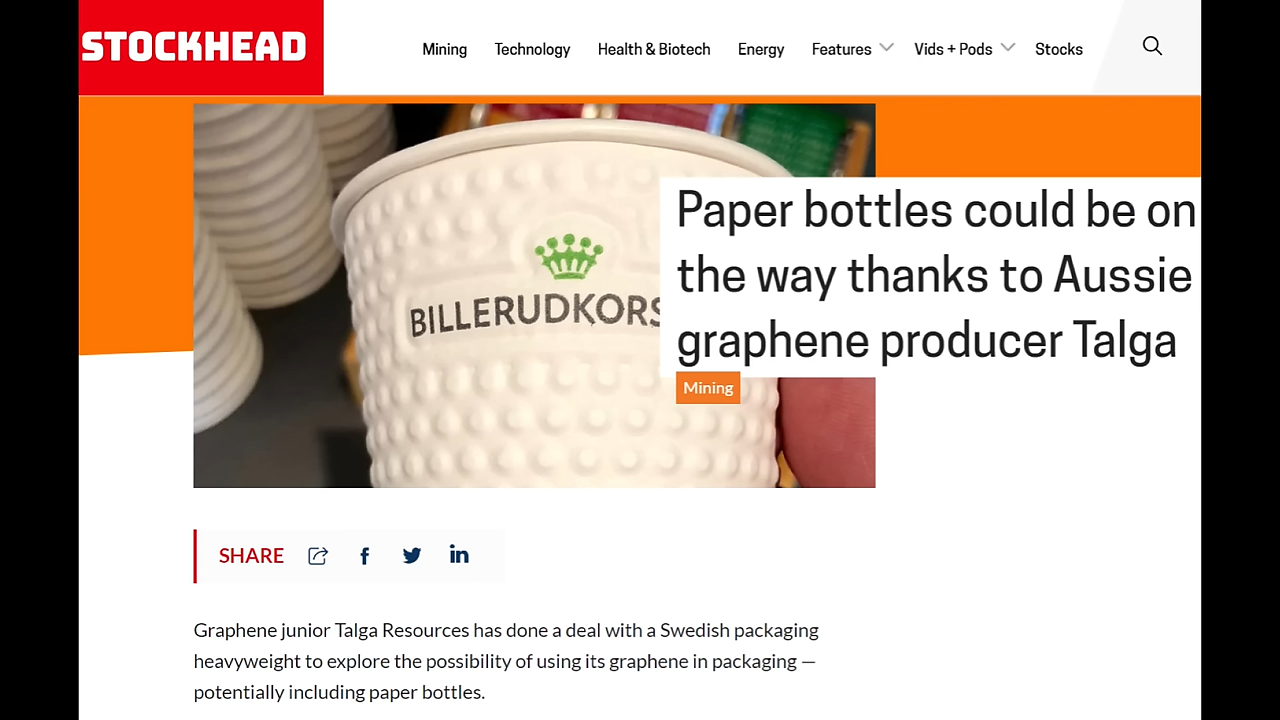 STOCKHEAD
Mining Technology Health & Biotech Energy Features Vids + Pods Stocks
BILLERUDKORS
Paper bottles could be on
the way thanks to Aussie
graphene producer Talga
Mining
SHARE
Graphene junior Talga Resources has done a deal with a Swedish packaging
heavyweight to explore the possibility of using its graphene in packaging —
potentially including paper bottles.